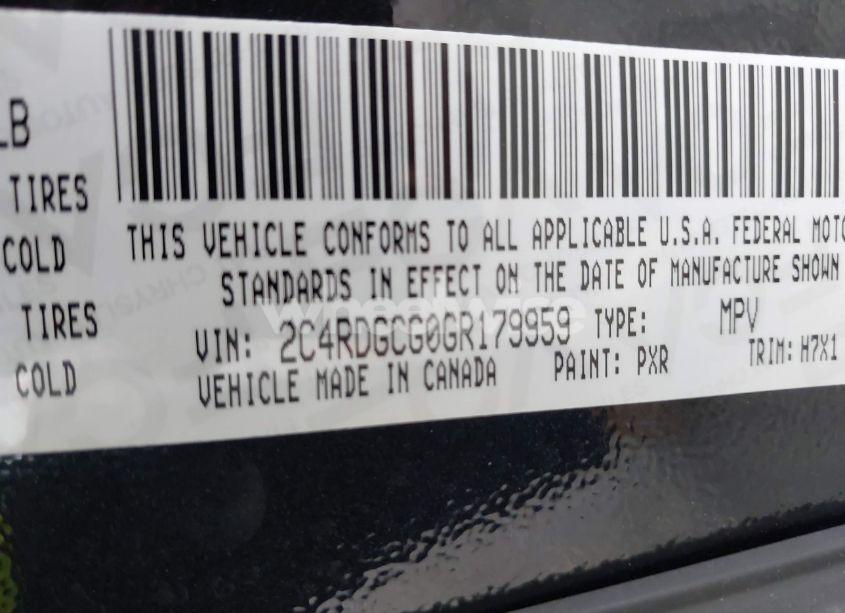 LB
TIRES
COLD
THIS VEHICLE CONFORMS TO ALL APPLICABLE U.S.A. FEDERAL MOTO
STANDARDS IN EFFECT ON THE DATE OF MANUFACTURE SHOWN
wheelwise
TIRES
VIN: 2C4RDGCG0GR179959 TYPE: MPV
COLD
VEHICLE MADE IN CANADA PAINT: PXR TRIM: H7X1